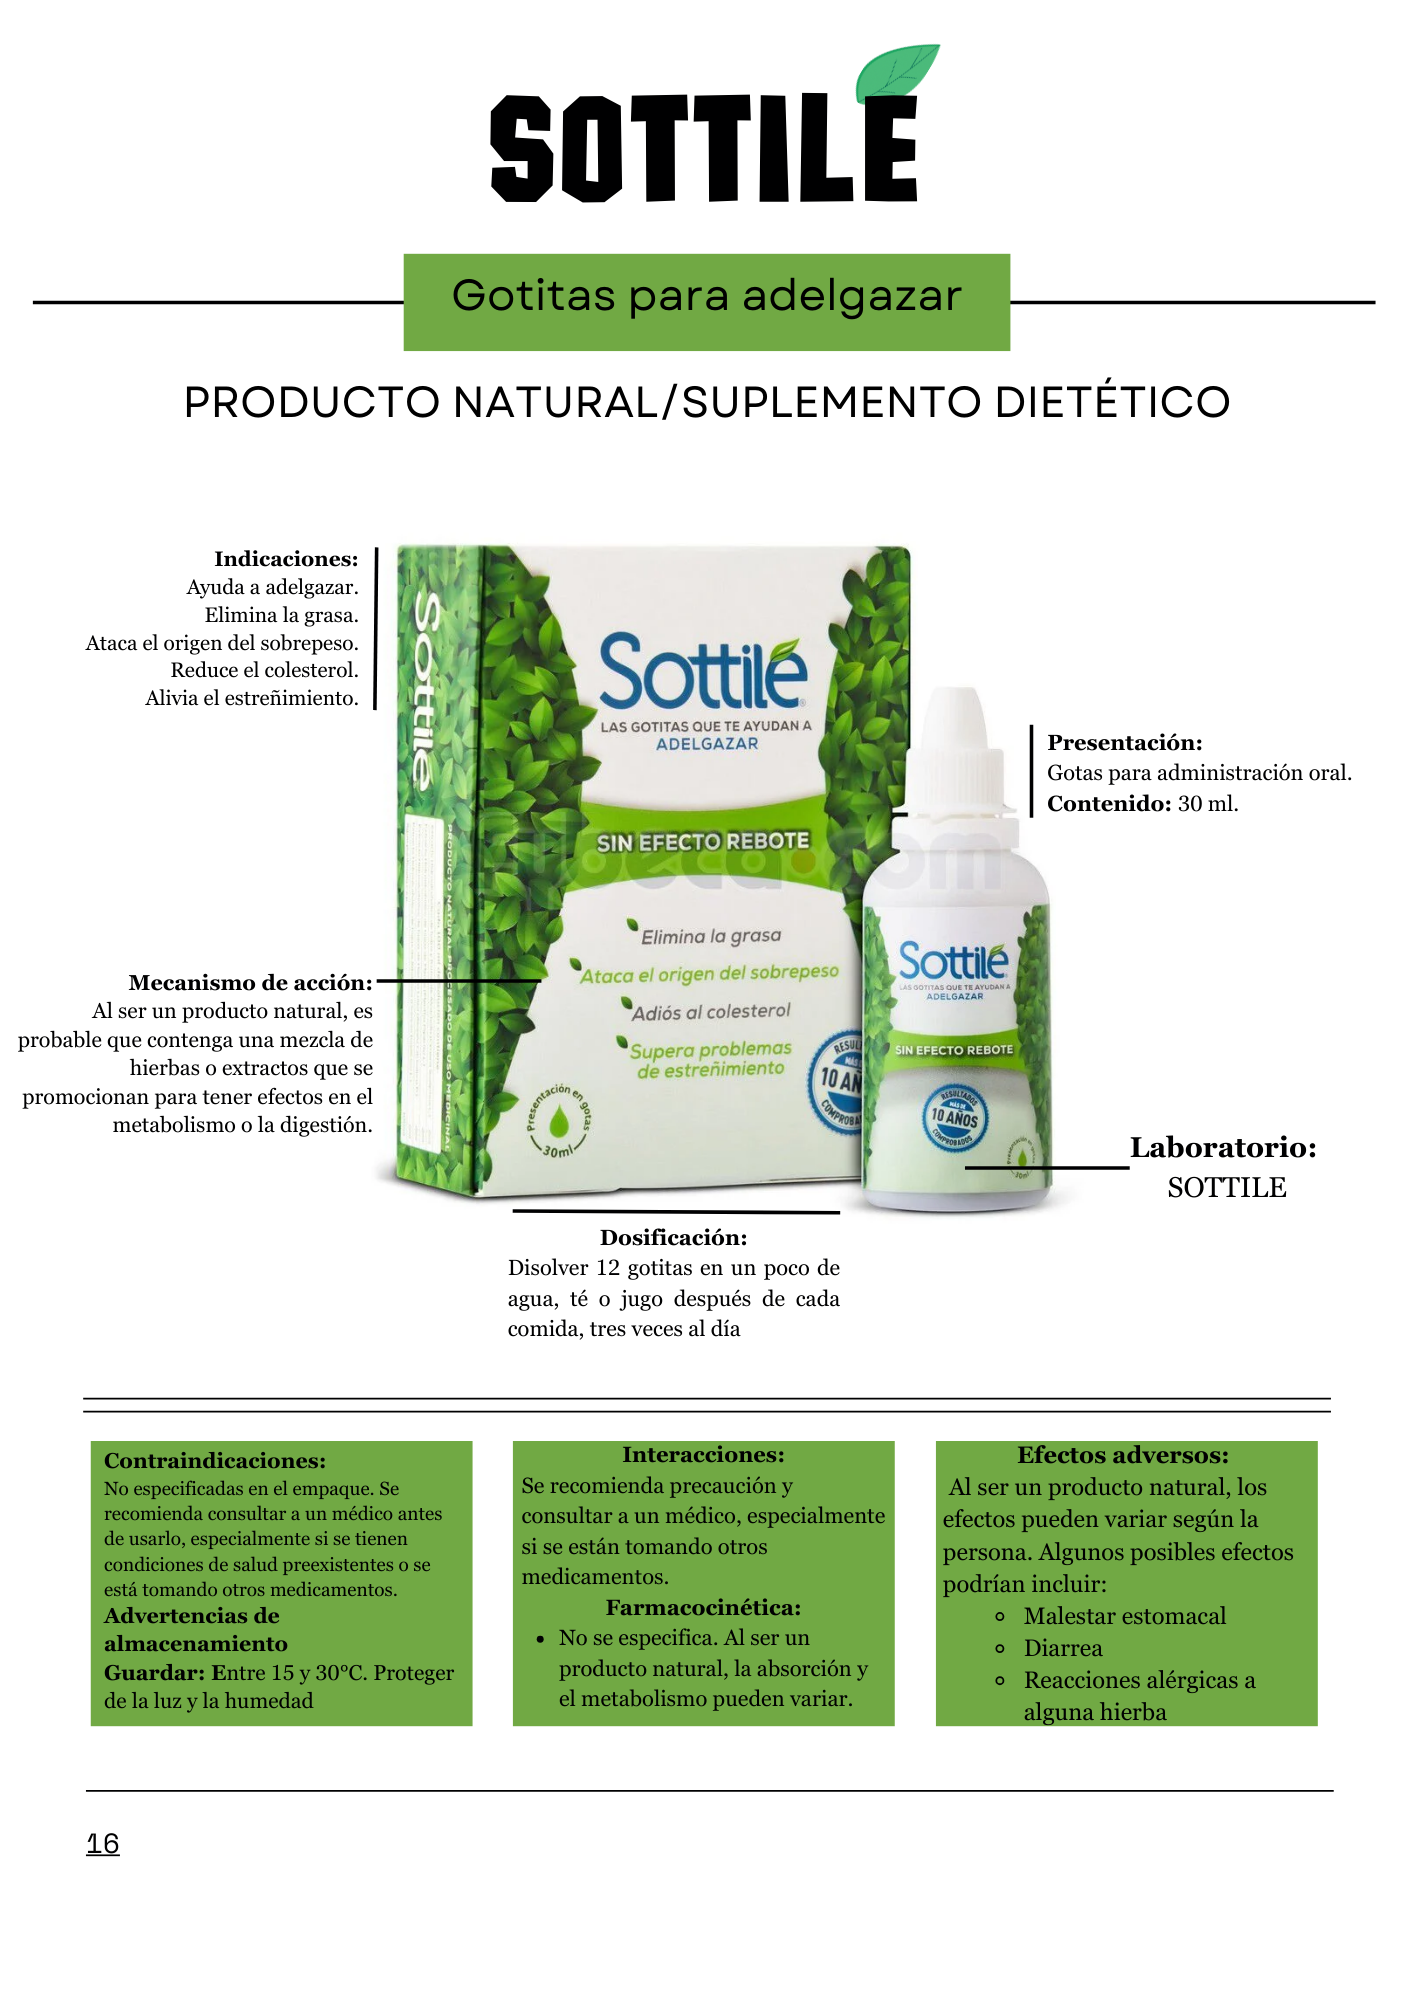 SOTTILE
Gotitas para adelgazar
PRODUCTO NATURAL/SUPLEMENTO DIETÉTICO
Indicaciones:
Ayuda a adelgazar.
Elimina la grasa.
Ataca el origen del sobrepeso.
Reduce el colesterol.
Alivia el estreñimiento.
Sottilé
Sottilé
LAS GOTITAS QUE TE AYUDAN A
ADELGAZAR
SIN EFECTO REBOTE
Elimina la grasa
Ataca el origen del sobrepeso
Adiós al colesterol
Supera problemas
de estreñimiento
Presentación en gotas
30ml
10 AÑ
PRODUCTO NATURAL PROCESADO DE USO MEDICINAL
Presentación:
Gotas para administración oral.
Contenido: 30 ml.
Sottilé
LAS GOTITAS QUE TE AYUDAN A
ADELGAZAR
SIN EFECTO REBOTE
RESULTADOS
MÁS DE
10 AÑOS
COMPROBADOS
Mecanismo de acción:
Al ser un producto natural, es
probable que contenga una mezcla de
hierbas o extractos que se
promocionan para tener efectos en el
metabolismo o la digestión.
Laboratorio:
SOTTILE
Dosificación:
Disolver 12 gotitas en un poco de
agua, té o jugo después de cada
comida, tres veces al día
Contraindicaciones:
No especificadas en el empaque. Se
recomienda consultar a un médico antes
de usarlo, especialmente si se tienen
condiciones de salud preexistentes o se
está tomando otros medicamentos.
Advertencias de
almacenamiento
Guardar: Entre 15 y 30°C. Proteger
de la luz y la humedad
Interacciones:
Se recomienda precaución y
consultar a un médico, especialmente
si se están tomando otros
medicamentos.
Farmacocinética:
• No se especifica. Al ser un
producto natural, la absorción y
el metabolismo pueden variar.
Efectos adversos:
Al ser un producto natural, los
efectos pueden variar según la
persona. Algunos posibles efectos
podrían incluir:
Malestar estomacal
Diarrea
Reacciones alérgicas a
alguna hierba
16